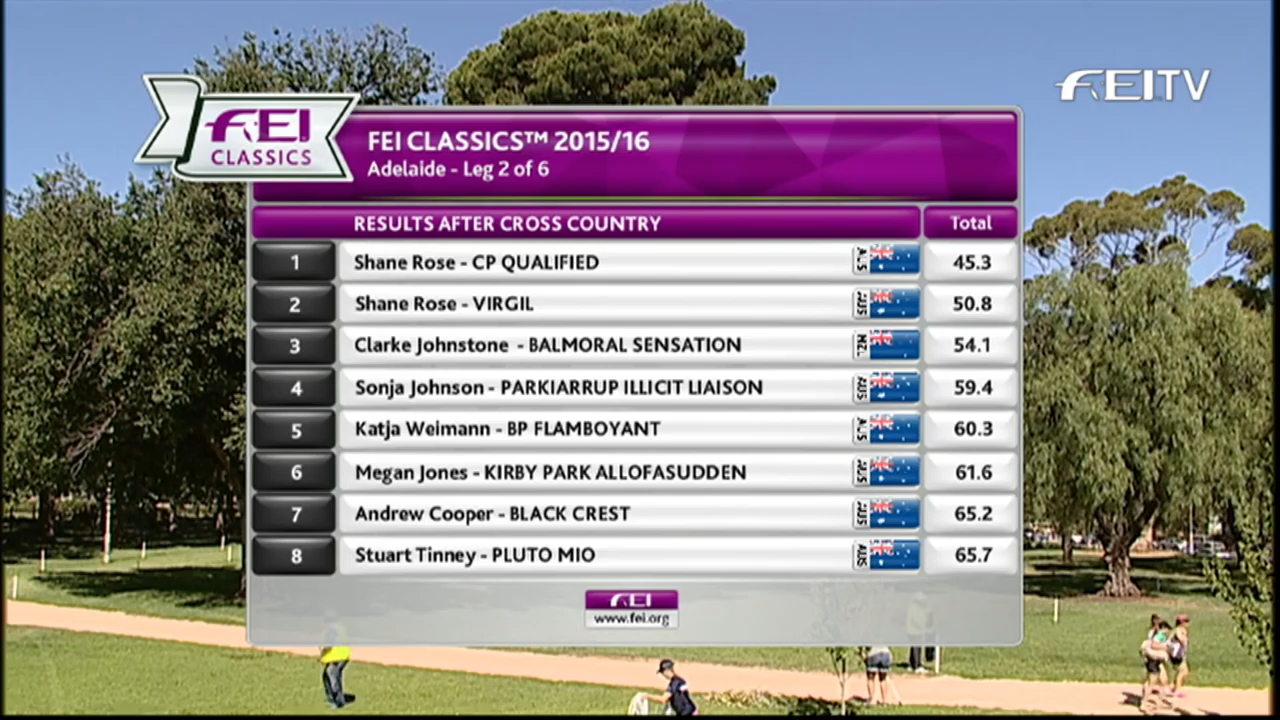 FEITV
FEI
CLASSICS
FEI CLASSICS™ 2015/16
Adelaide - Leg 2 of 6
RESULTS AFTER CROSS COUNTRY Total
1 Shane Rose - CP QUALIFIED AUS 45.3
2 Shane Rose - VIRGIL AUS 50.8
3 Clarke Johnstone - BALMORAL SENSATION NZL 54.1
4 Sonja Johnson - PARKIARRUP ILLICIT LIAISON AUS 59.4
5 Katja Weimann - BP FLAMBOYANT AUS 60.3
6 Megan Jones - KIRBY PARK ALLOFASUDDEN AUS 61.6
7 Andrew Cooper - BLACK CREST AUS 65.2
8 Stuart Tinney - PLUTO MIO AUS 65.7
FEI
www.fei.org